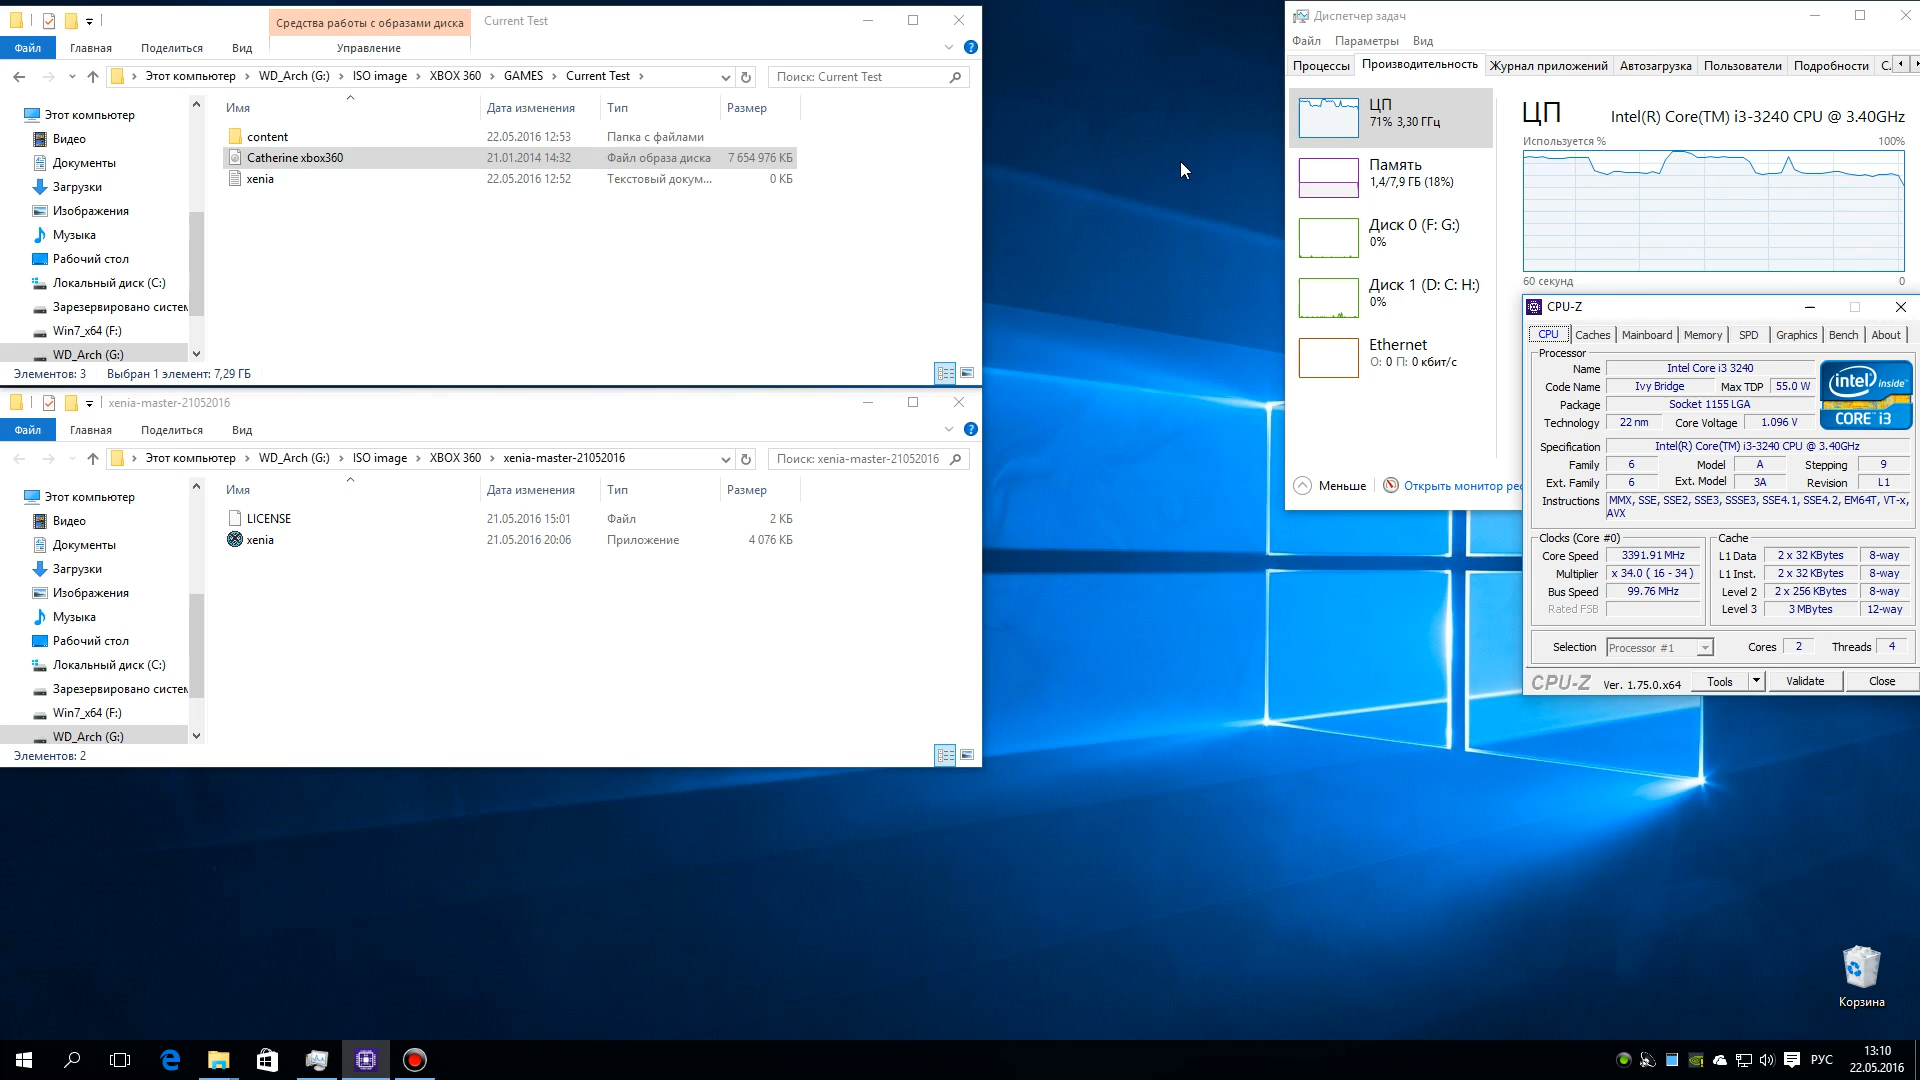 Средства работы с образами диска
Current Test
Файл
Главная
Поделиться
Вид
Управление
Этот компьютер
WD_Arch (G:)
ISO image
XBOX 360
GAMES
Current Test
Поиск: Current Test
Имя
Дата изменения
Тип
Размер
content
22.05.2016 12:53
Папка с файлами
Catherine xbox360
21.01.2014 14:32
Файл образа диска
7 654 976 КБ
xenia
22.05.2016 12:52
Текстовый докум...
0 КБ
Этот компьютер
Видео
Документы
Загрузки
Изображения
Музыка
Рабочий стол
Локальный диск (C:)
Зарезервировано систем
Win7_x64 (F:)
WD_Arch (G:)
Элементов: 3
Выбран 1 элемент: 7,29 ГБ
xenia-master-21052016
Файл
Главная
Поделиться
Вид
Этот компьютер
WD_Arch (G:)
ISO image
XBOX 360
xenia-master-21052016
Поиск: xenia-master-21052016
Имя
Дата изменения
Тип
Размер
LICENSE
21.05.2016 15:01
Файл
2 КБ
xenia
21.05.2016 20:06
Приложение
4 076 КБ
Этот компьютер
Видео
Документы
Загрузки
Изображения
Музыка
Рабочий стол
Локальный диск (C:)
Зарезервировано систем
Win7_x64 (F:)
WD_Arch (G:)
Элементов: 2
Диспетчер задач
Файл
Параметры
Вид
Процессы
Производительность
Журнал приложений
Автозагрузка
Пользователи
Подробности
С.
ЦП
71% 3,30 ГГц
Память
1,4/7,9 ГБ (18%)
Диск 0 (F: G:)
0%
Диск 1 (D: C: H:)
0%
Ethernet
О: 0 П: 0 кбит/с
ЦП
Intel(R) Core(TM) i3-3240 CPU @ 3.40GHz
Используется %
100%
60 секунд
0
Меньше
Открыть монитор рес
CPU-Z
CPU
Caches
Mainboard
Memory
SPD
Graphics
Bench
About
Processor
Name
Intel Core i3 3240
Code Name
Ivy Bridge
Max TDP
55.0 W
Package
Socket 1155 LGA
Technology
22 nm
Core Voltage
1.096 V
intel inside™
CORE™ i3
Specification
Intel(R) Core(TM) i3-3240 CPU @ 3.40GHz
Family
6
Model
A
Stepping
9
Ext. Family
6
Ext. Model
3A
Revision
L1
Instructions
MMX, SSE, SSE2, SSE3, SSSE3, SSE4.1, SSE4.2, EM64T, VT-x,
AVX
Clocks (Core #0)
Core Speed
3391.91 MHz
Multiplier
x 34.0 ( 16 - 34 )
Bus Speed
99.76 MHz
Rated FSB
Cache
L1 Data
2 x 32 KBytes
8-way
L1 Inst.
2 x 32 KBytes
8-way
Level 2
2 x 256 KBytes
8-way
Level 3
3 MBytes
12-way
Selection
Processor #1
Cores
2
Threads
4
CPU-Z
Ver. 1.75.0.x64
Tools
Validate
Close
Корзина
РУС
13:10
22.05.2016